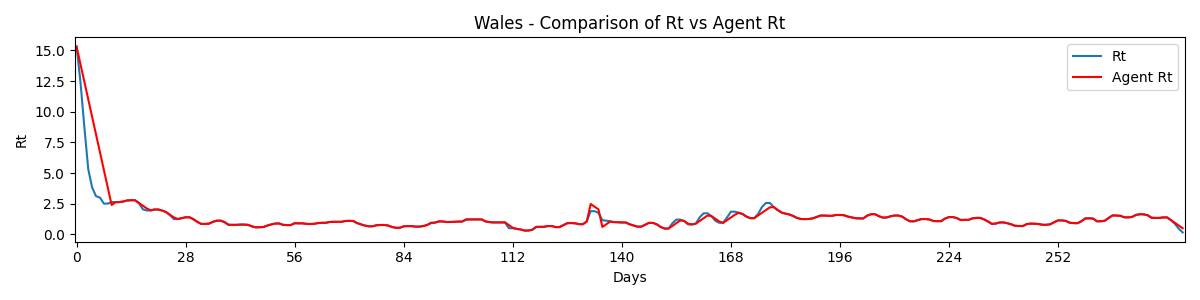 Wales - Comparison of Rt vs Agent Rt
15.0
12.5
10.0
7.5
5.0
2.5
0.0
Rt
Rt
Agent Rt
0 28 56 84 112 140 168 196 224 252
Days